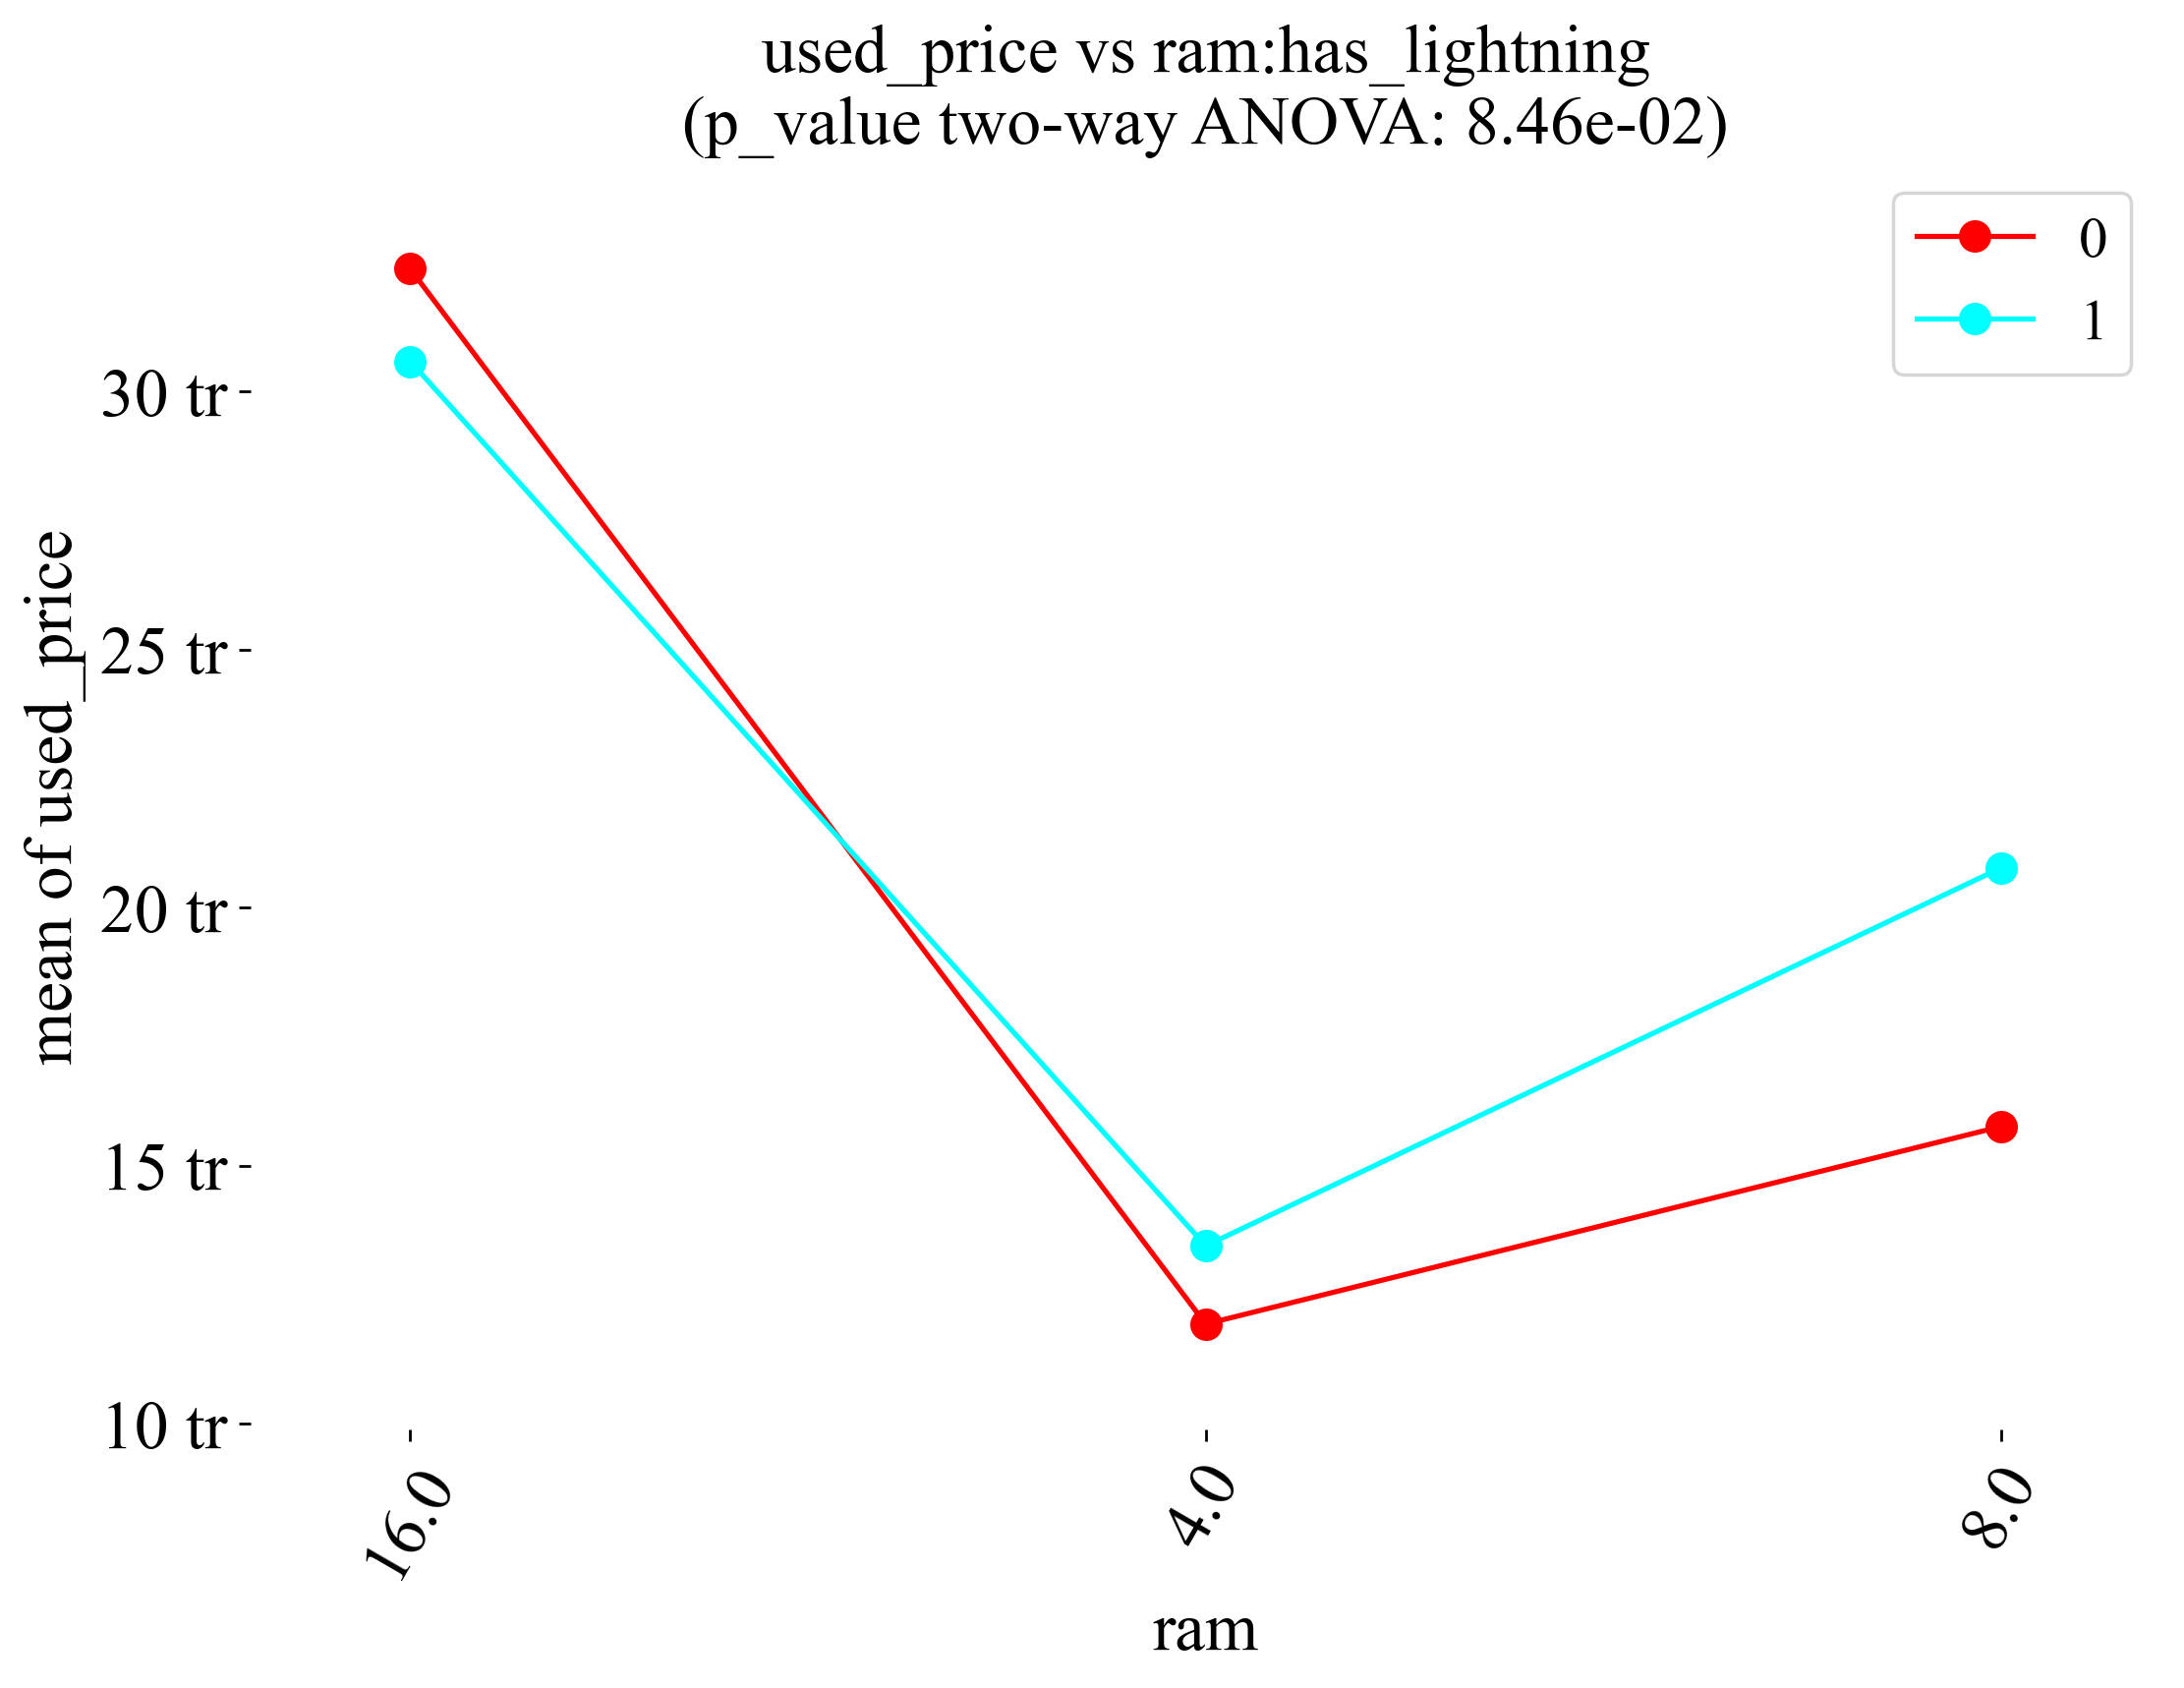 used_price vs ram:has_lightning
(p_value two-way ANOVA: 8.46e-02)
0
1
mean of used_price
30 tr
25 tr
20 tr
15 tr
10 tr
16.0
4.0
8.0
ram